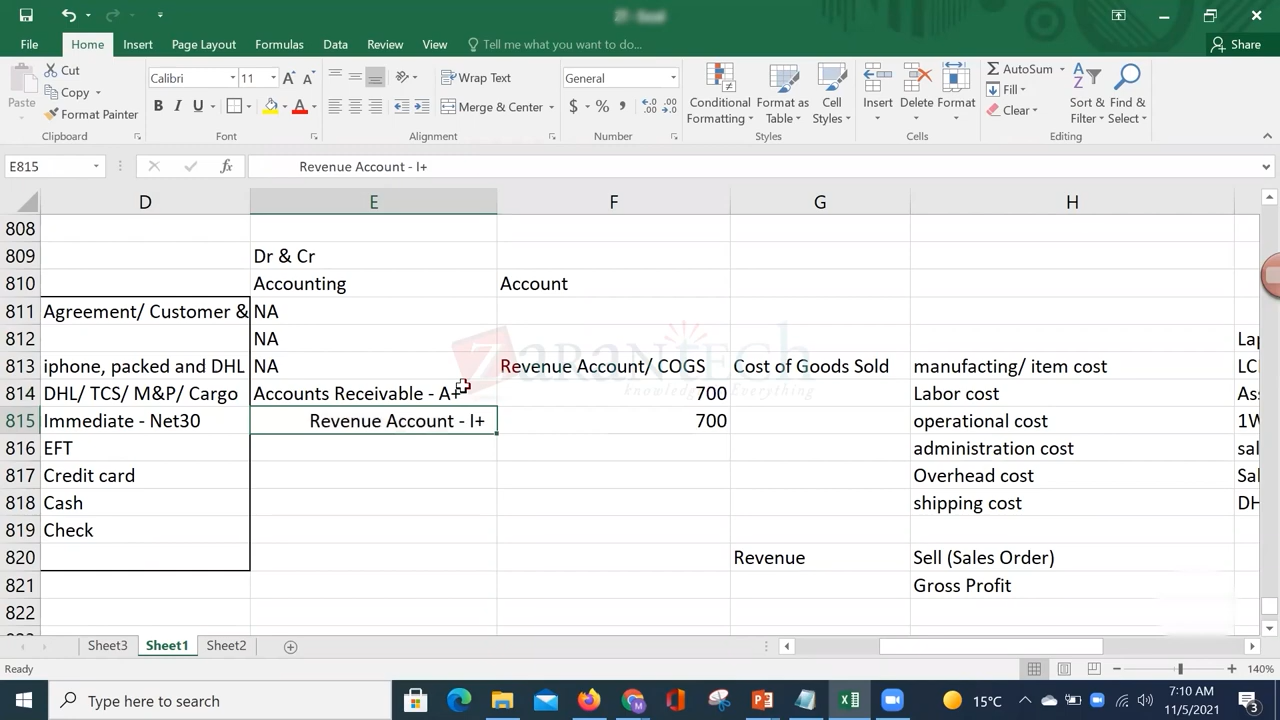 File Home Insert Page Layout Formulas Data Review View Tell me what you want to do... Share
Paste Cut Copy Format Painter
Calibri 11 Wrap Text Merge & Center General
B I U $ % ,
Conditional Formatting Format as Table Cell Styles Insert Delete Format
AutoSum Fill Clear Sort & Filter Find & Select
Clipboard Font Alignment Number Styles Cells Editing
E815 fx Revenue Account - I+
D E F G H
808
809 Dr & Cr
810 Accounting Account
811 Agreement/ Customer & NA
812 NA
813 iphone, packed and DHL NA Revenue Account/ COGS Cost of Goods Sold manufacting/ item cost LC
814 DHL/ TCS/ M&P/ Cargo Accounts Receivable - A+ 700 Labor cost
815 Immediate - Net30 Revenue Account - I+ 700 operational cost
816 EFT administration cost
817 Credit card Overhead cost
818 Cash shipping cost
819 Check
820 Revenue Sell (Sales Order)
821 Gross Profit
822
ZaranTech
Sheet3 Sheet1 Sheet2
Ready 140%
Type here to search 15°C 7:10 AM
11/5/2021
3